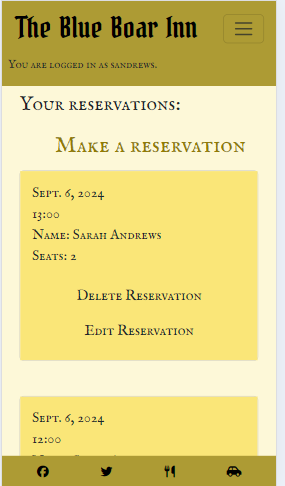 The Blue Boar Inn
You are logged in as sandrews.
Your reservations:
Make a reservation
Sept. 6, 2024
13:00
Name: Sarah Andrews
Seats: 2
Delete Reservation
Edit Reservation
Sept. 6, 2024
12:00